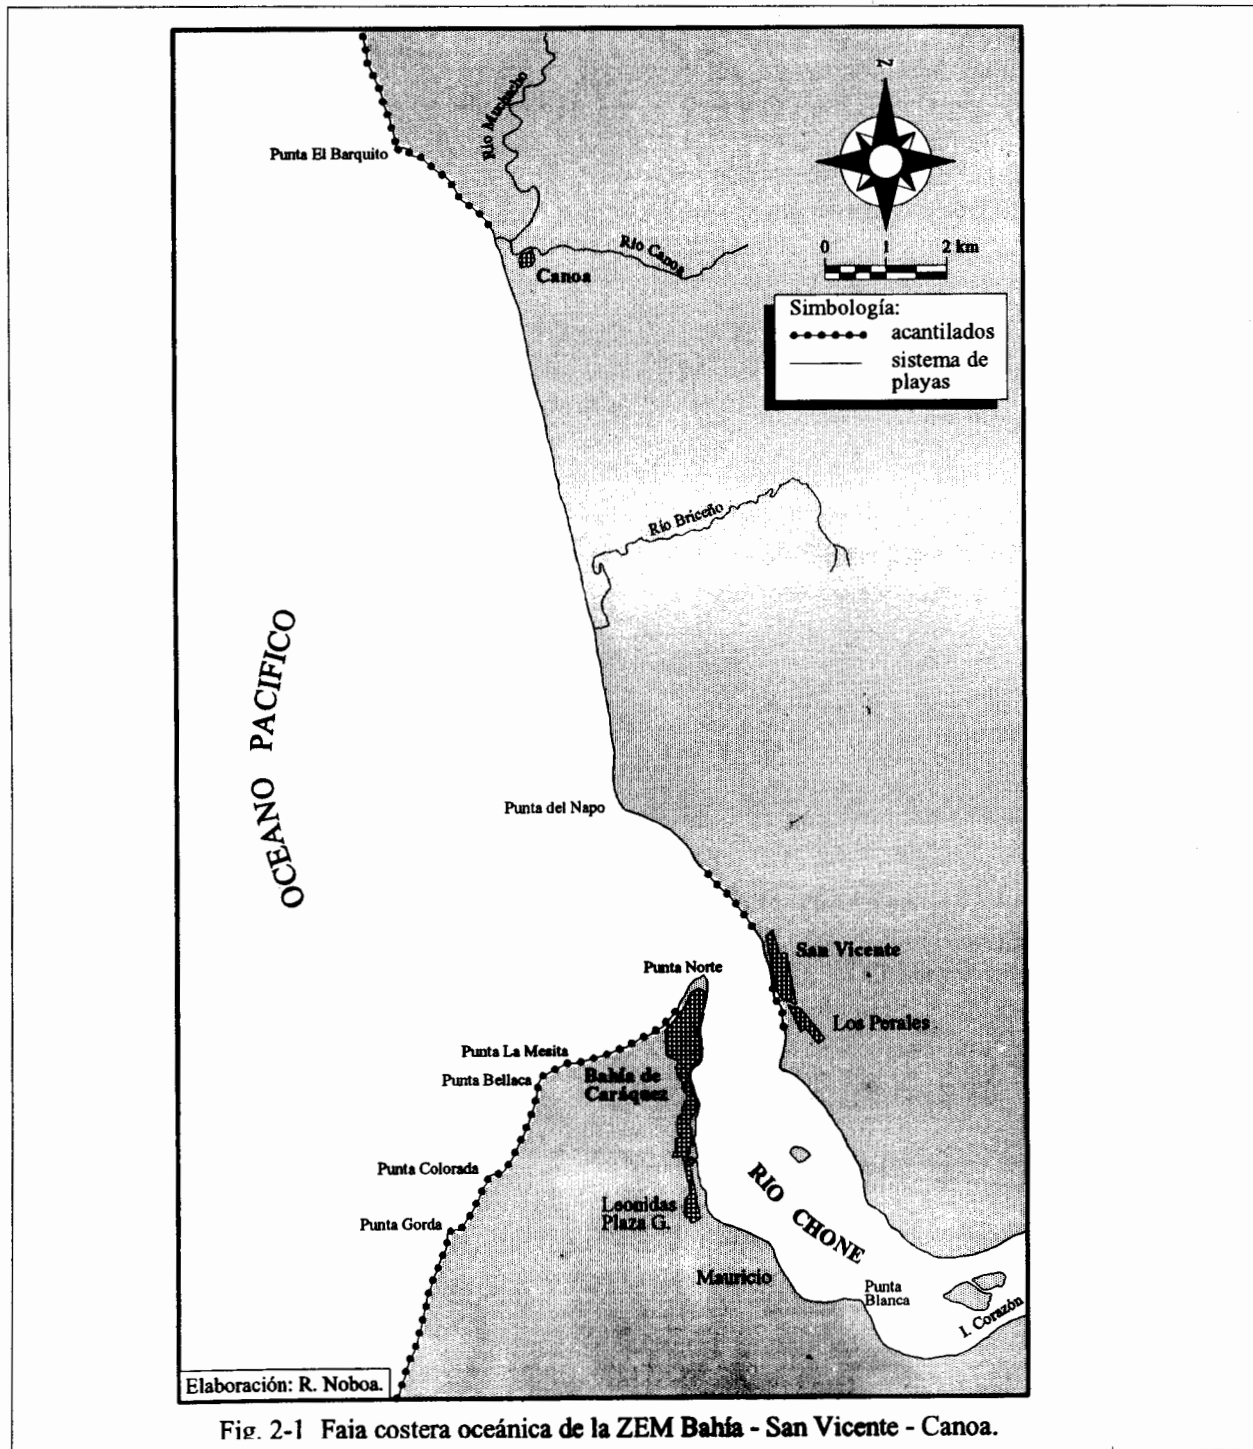 Z
Río Muchacho
Punta El Barquito
Río Canoa
0 1 2 km
Canoa
Simbología:
acantilados
sistema de
playas
Río Briceño
OCEANO PACIFICO
Punta del Napo
San Vicente
Punta Norte
Los Perales
Punta La Mesita
Punta Bellaca
Bahía de
Caráquez
Punta Colorada
RIO CHONE
Leonidas
Plaza G.
Punta Gorda
Mauricio
Punta
Blanca
I. Corazón
Elaboración: R. Noboa.
Fig. 2-1 Faja costera oceánica de la ZEM Bahía - San Vicente - Canoa.